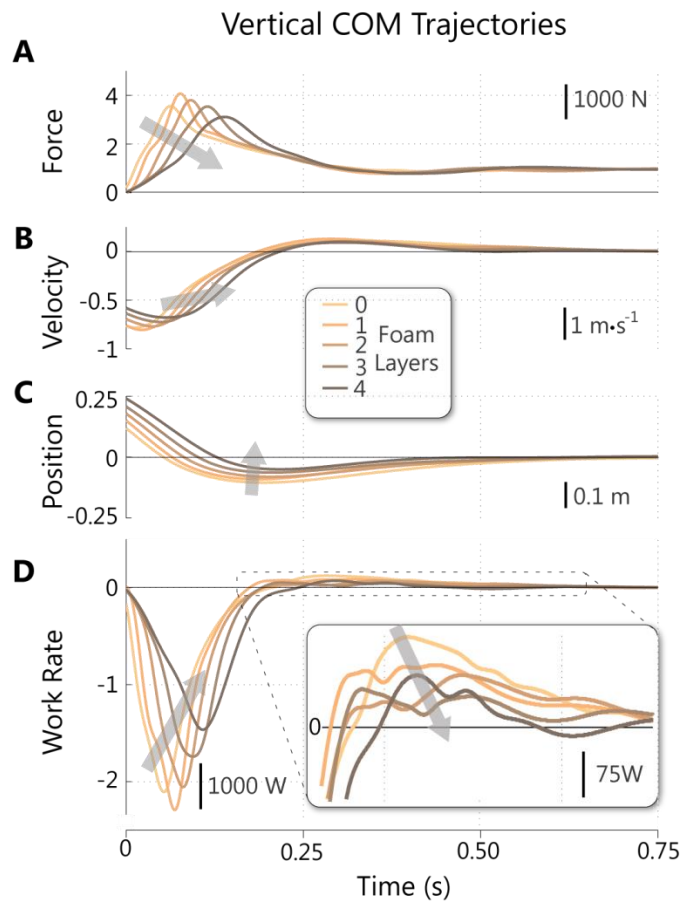 Vertical COM Trajectories
A
Force
4
2
0
1000 N
B
Velocity
0
-0.5
-1
1 m•s-1
0
1
2
3
4
Foam
Layers
C
Position
0.25
0
-0.25
0.1 m
D
Work Rate
0
-1
-2
1000 W
0
75W
0
0.25
0.50
0.75
Time (s)